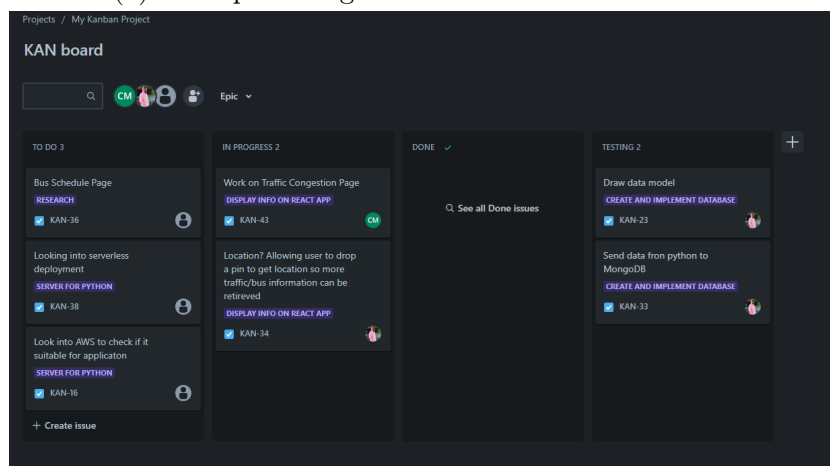 Projects / My Kanban Project
KAN board
CM
Epic
TO DO 3
Bus Schedule Page
RESEARCH
KAN-36
Looking into serverless
deployment
SERVER FOR PYTHON
KAN-38
Look into AWS to check if it
suitable for applicaton
SERVER FOR PYTHON
KAN-16
+ Create issue
IN PROGRESS 2
Work on Traffic Congestion Page
DISPLAY INFO ON REACT APP
KAN-43
CM
Location? Allowing user to drop
a pin to get location so more
traffic/bus information can be
retireved
DISPLAY INFO ON REACT APP
KAN-34
DONE
See all Done issues
TESTING 2
Draw data model
CREATE AND IMPLEMENT DATABASE
KAN-23
Send data fron python to
MongoDB
CREATE AND IMPLEMENT DATABASE
KAN-33